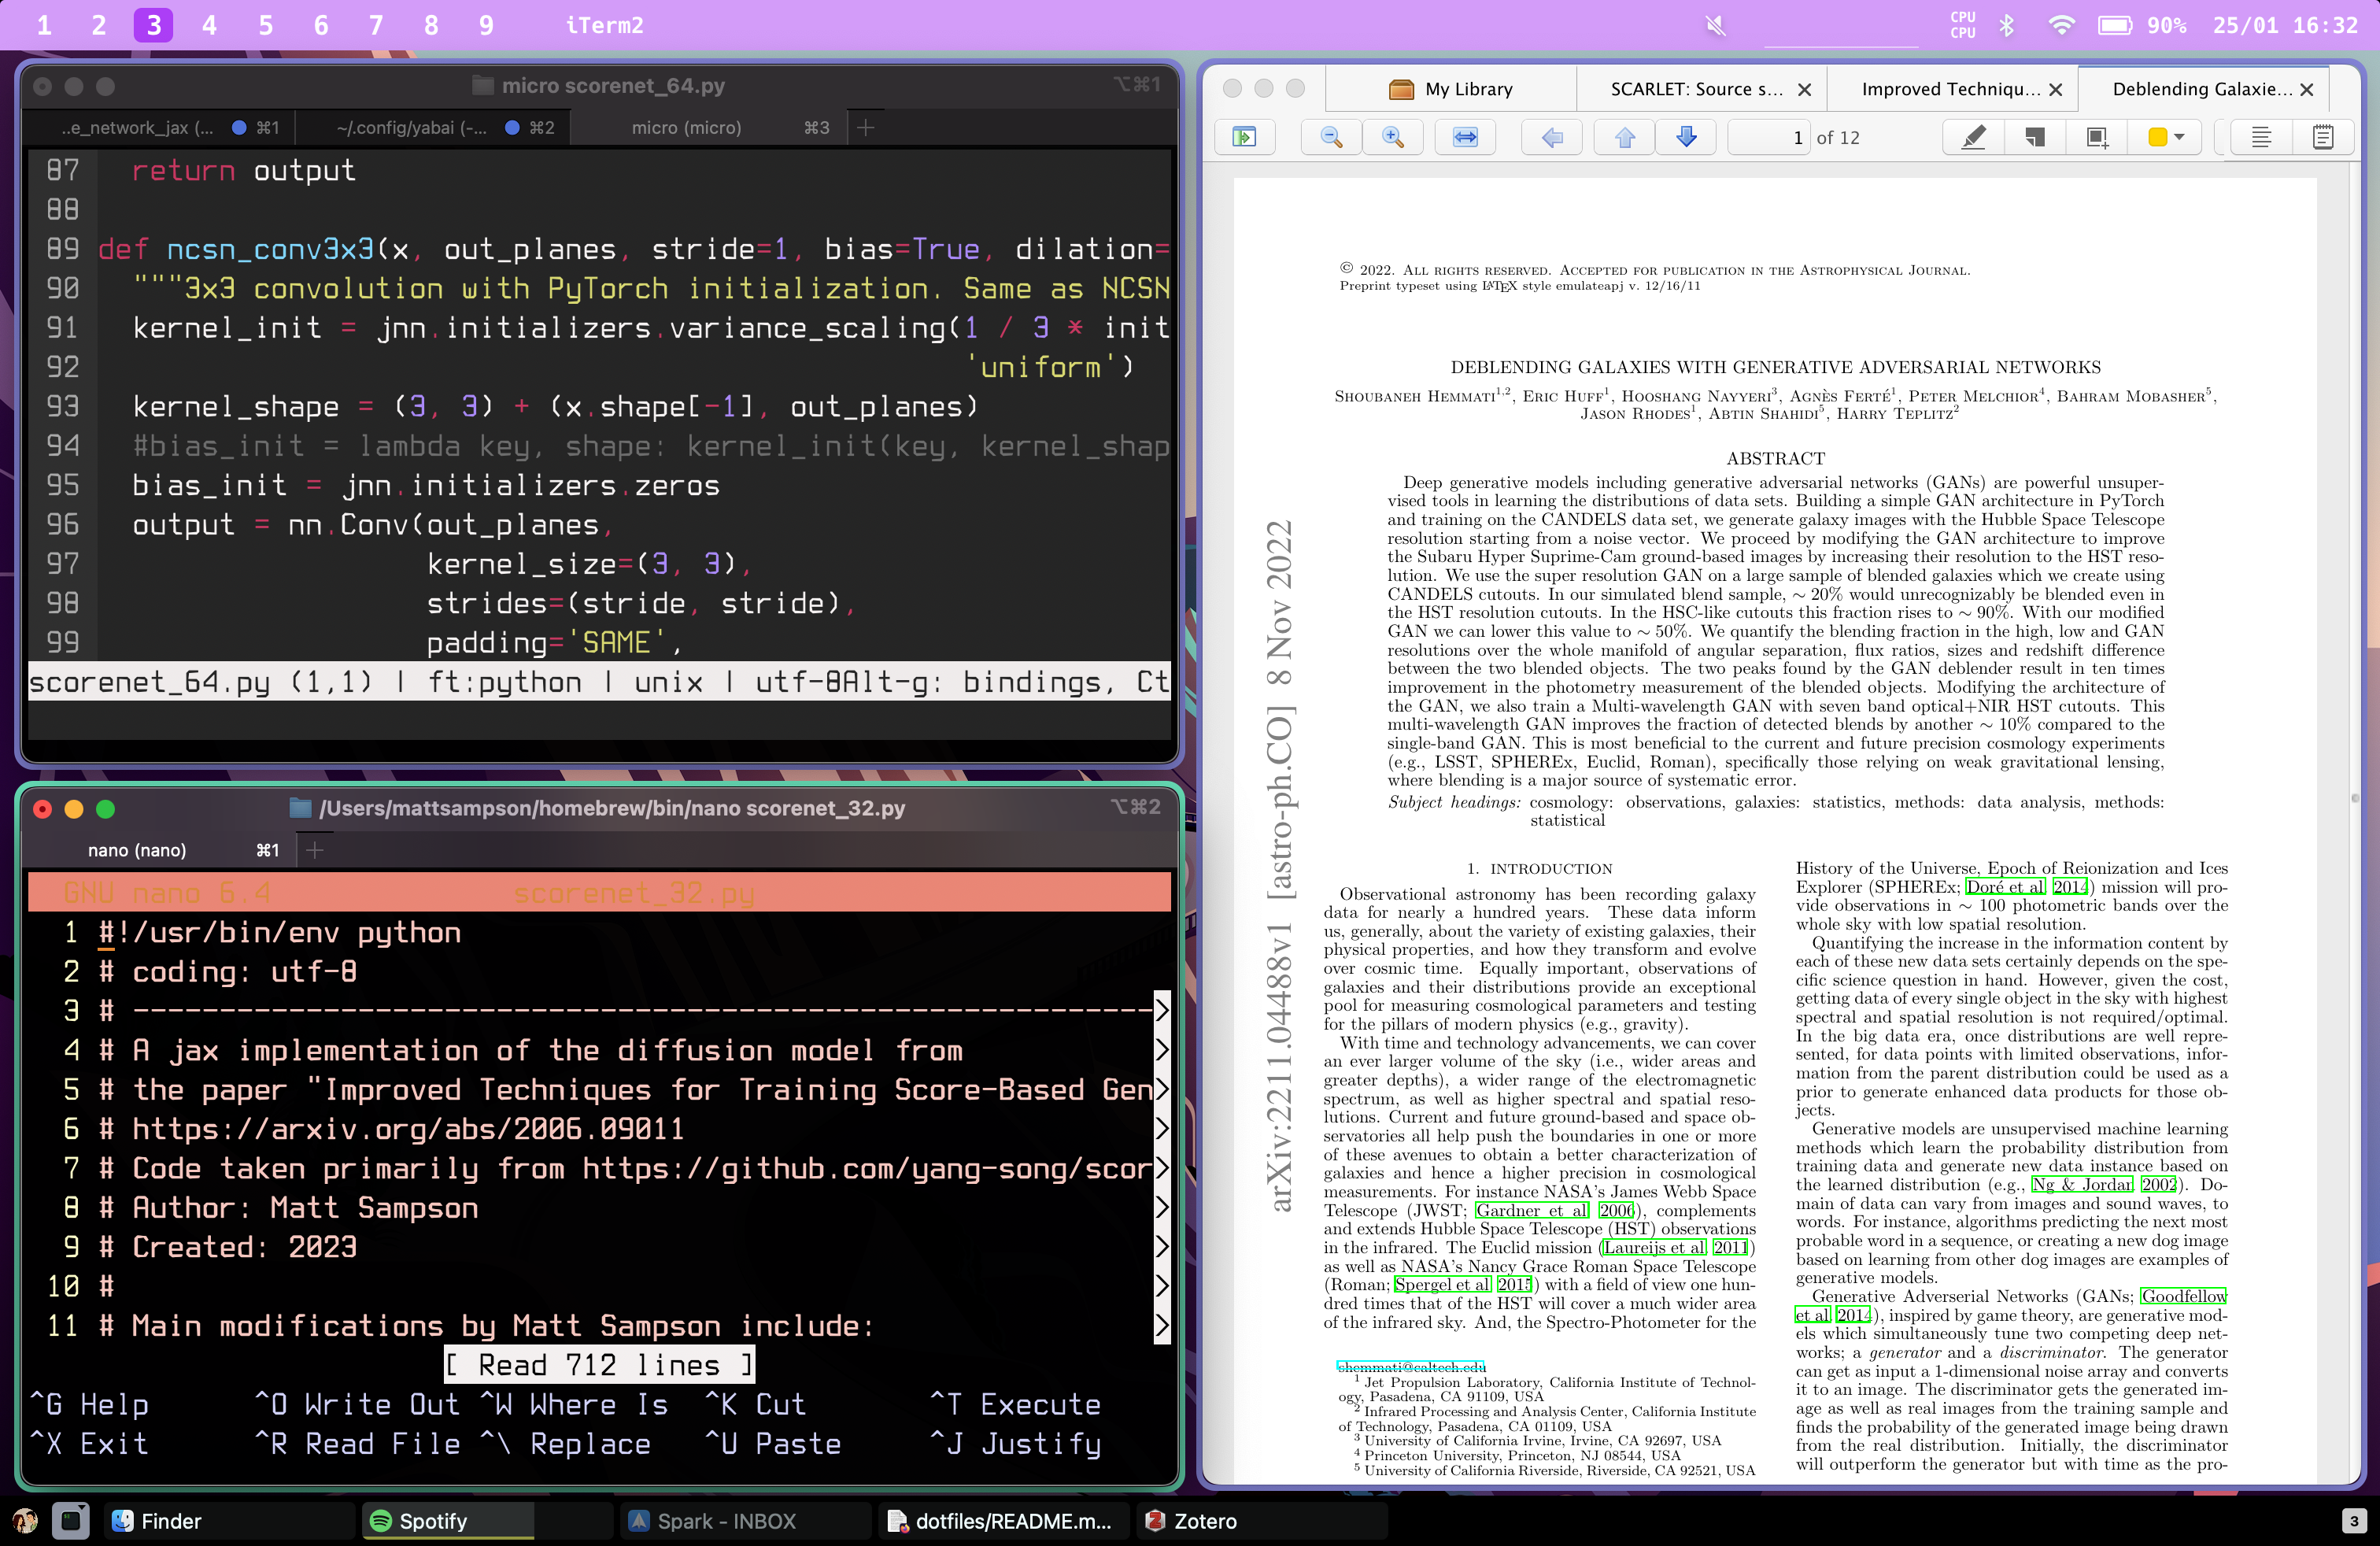 1 2 3 4 5 6 7 8 9 iTerm2 CPU CPU 90% 25/01 16:32
micro scorenet_64.py ⌥⌘1
..e_network_jax (... ⌘1 ~/.config/yabai (-... ⌘2 micro (micro) ⌘3
87 return output
88
89 def ncsn_conv3x3(x, out_planes, stride=1, bias=True, dilation=
90 """3x3 convolution with PyTorch initialization. Same as NCSN
91 kernel_init = jnn.initializers.variance_scaling(1 / 3 * init
92 'uniform')
93 kernel_shape = (3, 3) + (x.shape[-1], out_planes)
94 #bias_init = lambda key, shape: kernel_init(key, kernel_shap
95 bias_init = jnn.initializers.zeros
96 output = nn.Conv(out_planes,
97 kernel_size=(3, 3),
98 strides=(stride, stride),
99 padding='SAME',
scorenet_64.py (1,1) | ft:python | unix | utf-8Alt-g: bindings, Ct
/Users/mattsampson/homebrew/bin/nano scorenet_32.py ⌥⌘2
nano (nano) ⌘1
GNU nano 6.4 scorenet_32.py
1 #!/usr/bin/env python
2 # coding: utf-8
3 # ------------------------------------------------------------>
4 # A jax implementation of the diffusion model from >
5 # the paper "Improved Techniques for Training Score-Based Gen>
6 # https://arxiv.org/abs/2006.09011 >
7 # Code taken primarily from https://github.com/yang-song/scor>
8 # Author: Matt Sampson >
9 # Created: 2023 >
10 # >
11 # Main modifications by Matt Sampson include: >
[ Read 712 lines ]
^G Help ^O Write Out ^W Where Is ^K Cut ^T Execute
^X Exit ^R Read File ^\ Replace ^U Paste ^J Justify
My Library SCARLET: Source s... Improved Techniqu... Deblending Galaxie...
1 of 12
© 2022. All rights reserved. Accepted for publication in the Astrophysical Journal.
Preprint typeset using LATEX style emulateapj v. 12/16/11
DEBLENDING GALAXIES WITH GENERATIVE ADVERSARIAL NETWORKS
Shoubaneh Hemmati1,2, Eric Huff1, Hooshang Nayyeri3, Agnès Ferté1, Peter Melchior4, Bahram Mobasher5,
Jason Rhodes1, Abtin Shahidi5, Harry Teplitz2
ABSTRACT
Deep generative models including generative adversarial networks (GANs) are powerful unsuper-
vised tools in learning the distributions of data sets. Building a simple GAN architecture in PyTorch
and training on the CANDELS data set, we generate galaxy images with the Hubble Space Telescope
resolution starting from a noise vector. We proceed by modifying the GAN architecture to improve
the Subaru Hyper Suprime-Cam ground-based images by increasing their resolution to the HST reso-
lution. We use the super resolution GAN on a large sample of blended galaxies which we create using
CANDELS cutouts. In our simulated blend sample, ∼ 20% would unrecognizably be blended even in
the HST resolution cutouts. In the HSC-like cutouts this fraction rises to ∼ 90%. With our modified
GAN we can lower this value to ∼ 50%. We quantify the blending fraction in the high, low and GAN
resolutions over the whole manifold of angular separation, flux ratios, sizes and redshift difference
between the two blended objects. The two peaks found by the GAN deblender result in ten times
improvement in the photometry measurement of the blended objects. Modifying the architecture of
the GAN, we also train a Multi-wavelength GAN with seven band optical+NIR HST cutouts. This
multi-wavelength GAN improves the fraction of detected blends by another ∼ 10% compared to the
single-band GAN. This is most beneficial to the current and future precision cosmology experiments
(e.g., LSST, SPHEREx, Euclid, Roman), specifically those relying on weak gravitational lensing,
where blending is a major source of systematic error.
Subject headings: cosmology: observations, galaxies: statistics, methods: data analysis, methods:
statistical
arXiv:2211.04488v1 [astro-ph.CO] 8 Nov 2022
1. INTRODUCTION
Observational astronomy has been recording galaxy
data for nearly a hundred years. These data inform
us, generally, about the variety of existing galaxies, their
physical properties, and how they transform and evolve
over cosmic time. Equally important, observations of
galaxies and their distributions provide an exceptional
pool for measuring cosmological parameters and testing
for the pillars of modern physics (e.g., gravity).
With time and technology advancements, we can cover
an ever larger volume of the sky (i.e., wider areas and
greater depths), a wider range of the electromagnetic
spectrum, as well as higher spectral and spatial reso-
lutions. Current and future ground-based and space ob-
servatories all help push the boundaries in one or more
of these avenues to obtain a better characterization of
galaxies and hence a higher precision in cosmological
measurements. For instance NASA's James Webb Space
Telescope (JWST; Gardner et al. 2006), complements
and extends Hubble Space Telescope (HST) observations
in the infrared. The Euclid mission (Laureijs et al. 2011)
as well as NASA's Nancy Grace Roman Space Telescope
(Roman; Spergel et al. 2015) with a field of view one hun-
dred times that of the HST will cover a much wider area
of the infrared sky. And, the Spectro-Photometer for the
shemmati@caltech.edu
1 Jet Propulsion Laboratory, California Institute of Technol-
ogy, Pasadena, CA 91109, USA
2 Infrared Processing and Analysis Center, California Institute
of Technology, Pasadena, CA 01109, USA
3 University of California Irvine, Irvine, CA 92697, USA
4 Princeton University, Princeton, NJ 08544, USA
5 University of California Riverside, Riverside, CA 92521, USA
History of the Universe, Epoch of Reionization and Ices
Explorer (SPHEREx; Doré et al. 2014) mission will pro-
vide observations in ∼ 100 photometric bands over the
whole sky with low spatial resolution.
Quantifying the increase in the information content by
each of these new data sets certainly depends on the spe-
cific science question in hand. However, given the cost,
getting data of every single object in the sky with highest
spectral and spatial resolution is not required/optimal.
In the big data era, once distributions are well repre-
sented, for data points with limited observations, infor-
mation from the parent distribution could be used as a
prior to generate enhanced data products for those ob-
jects.
Generative models are unsupervised machine learning
methods which learn the probability distribution from
training data and generate new data instance based on
the learned distribution (e.g., Ng & Jordan 2002). Do-
main of data can vary from images and sound waves, to
words. For instance, algorithms predicting the next most
probable word in a sequence, or creating a new dog image
based on learning from other dog images are examples of
generative models.
Generative Adverserial Networks (GANs; Goodfellow
et al. 2014), inspired by game theory, are generative mod-
els which simultaneously tune two competing deep net-
works; a generator and a discriminator. The generator
can get as input a 1-dimensional noise array and converts
it to an image. The discriminator gets the generated im-
age as well as real images from the training sample and
finds the probability of the generated image being drawn
from the real distribution. Initially, the discriminator
will outperform the generator but with time as the pro-
Finder Spotify Spark - INBOX dotfiles/README.m... Zotero 3